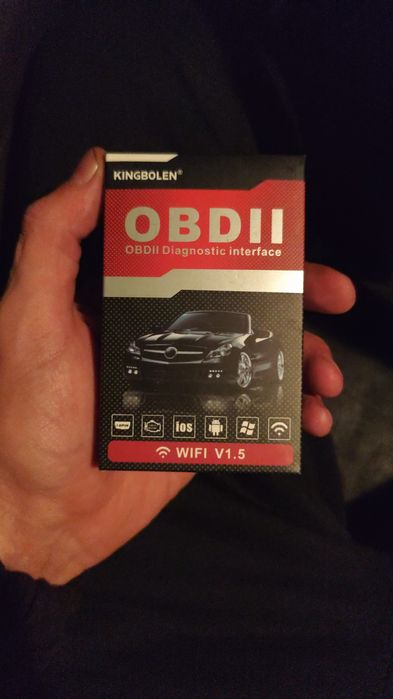 KINGBOLEN®
OBDII
OBDII Diagnostic interface
ios
WIFI V1.5